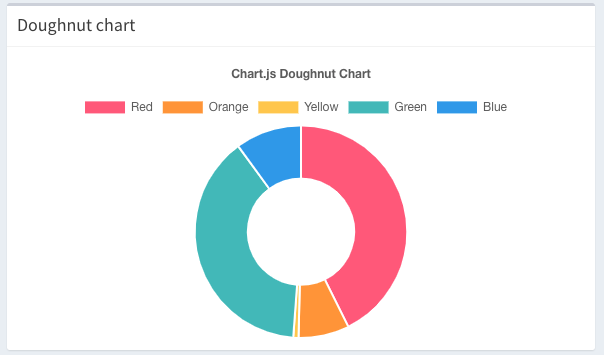 Doughnut chart
Chart.js Doughnut Chart
Red Orange Yellow Green Blue